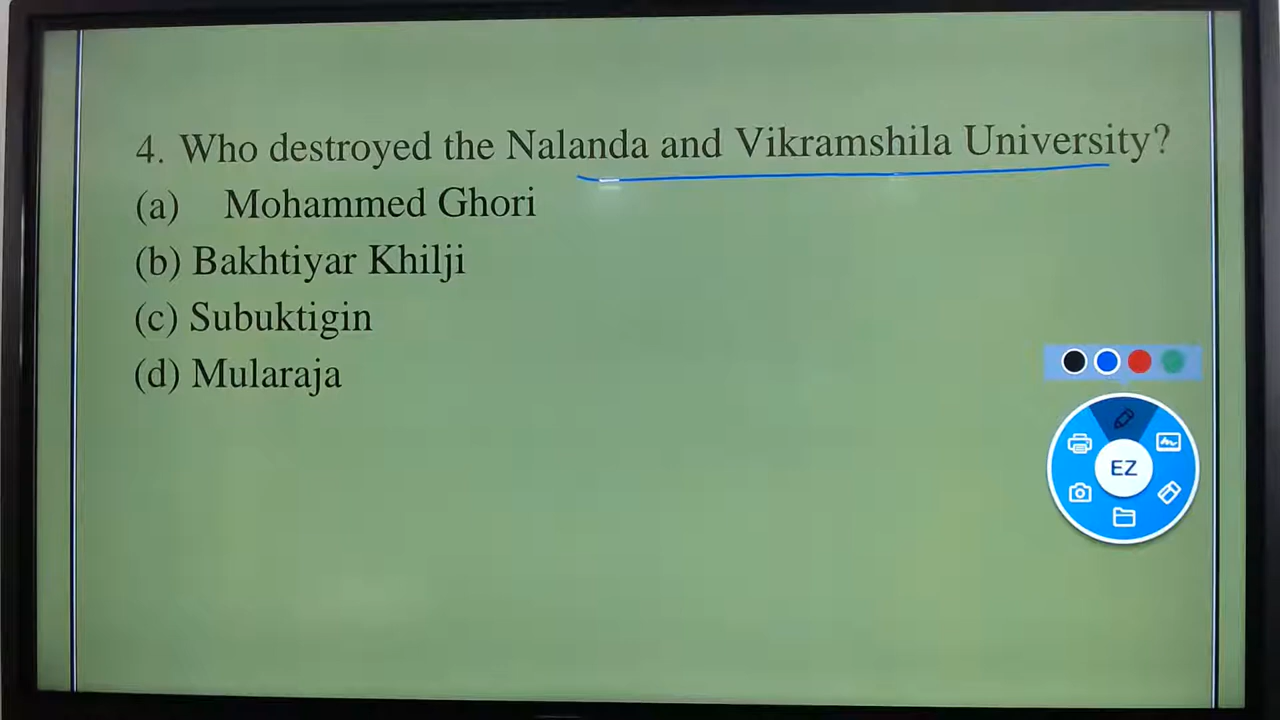 4. Who destroyed the Nalanda and Vikramshila University?
(a) Mohammed Ghori
(b) Bakhtiyar Khilji
(c) Subuktigin
(d) Mularaja
EZ